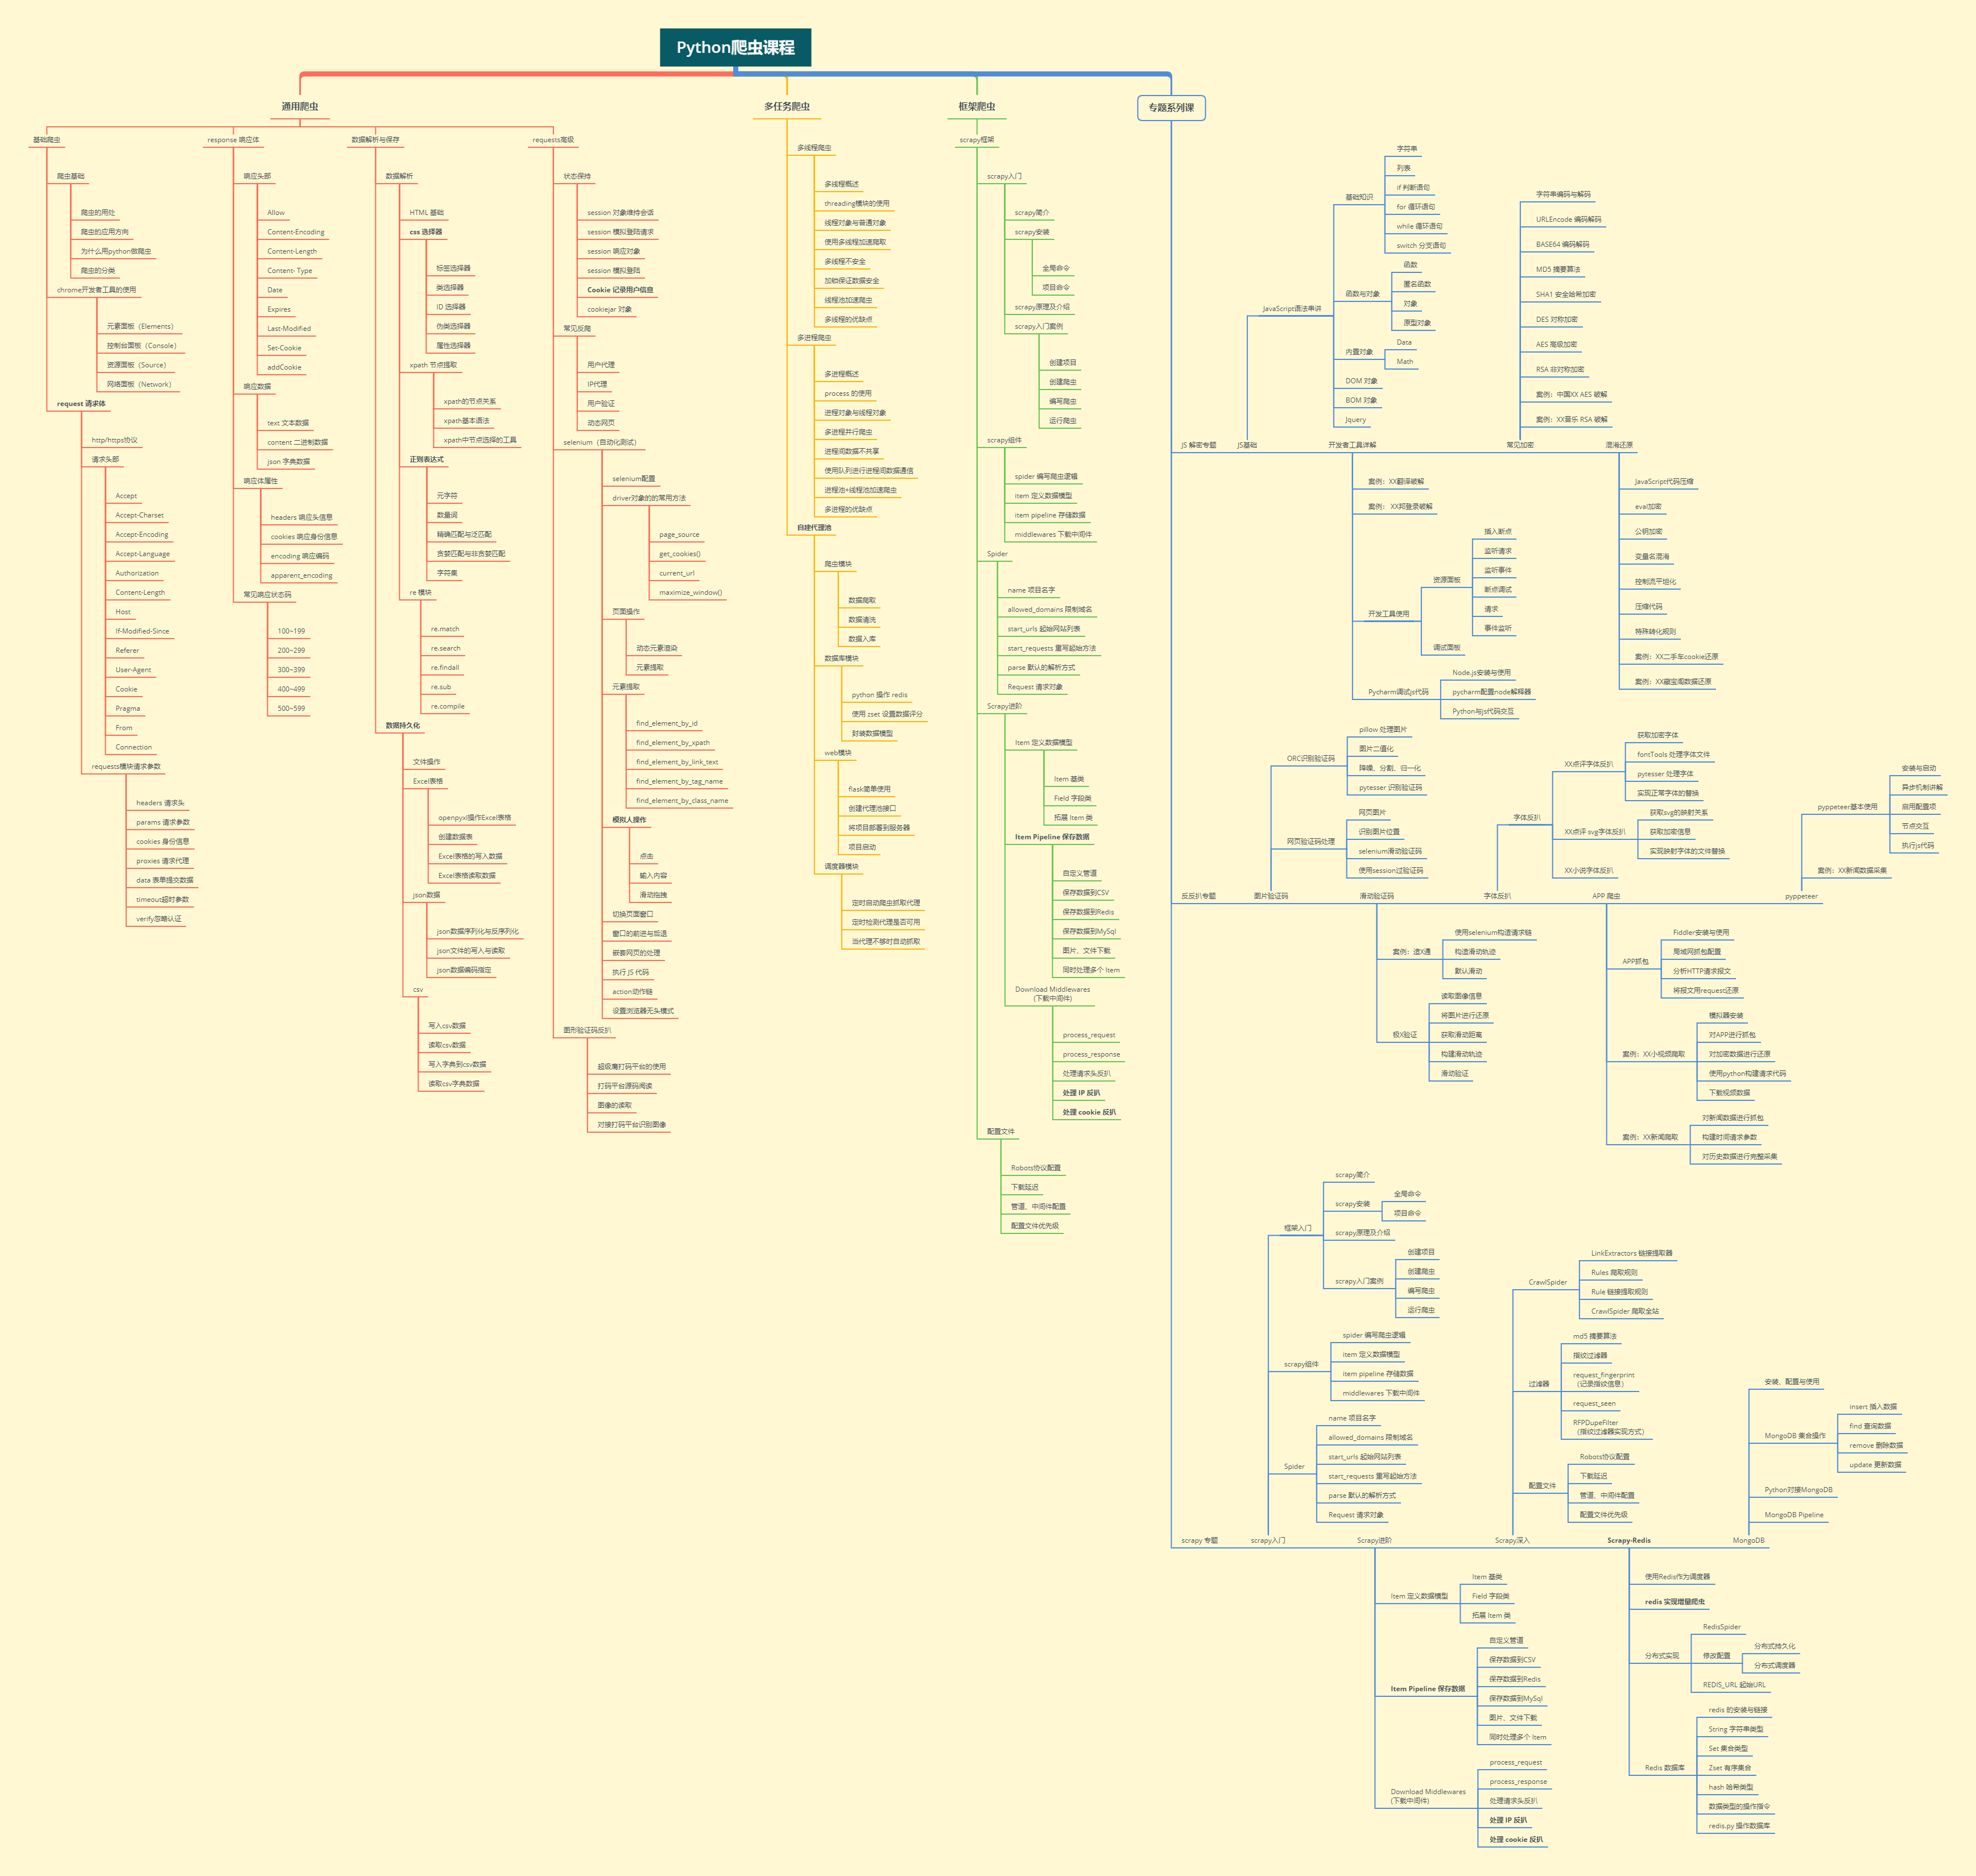 Python爬虫课程
通用爬虫
基础爬虫
爬虫基础
爬虫的用处
爬虫的应用方向
为什么用python做爬虫
爬虫的分类
chrome开发者工具的使用
元素面板（Elements）
控制台面板（Console）
资源面板（Source）
网络面板（Network）
request 请求体
http/https协议
请求头部
Accept
Accept-Charset
Accept-Encoding
Accept-Language
Authorization
Content-Length
Host
If-Modified-Since
Referer
User-Agent
Cookie
Pragma
From
Connection
requests模块请求参数
headers 请求头
params 请求参数
cookies 身份信息
proxies 请求代理
data 表单提交数据
timeout超时参数
verify忽略认证
response 响应体
响应头部
Allow
Content-Encoding
Content-Length
Content- Type
Date
Expires
Last-Modified
Set-Cookie
addCookie
响应数据
text 文本数据
content 二进制数据
json 字典数据
响应体属性
headers 响应头信息
cookies 响应身份信息
encoding 响应编码
apparent_encoding
常见响应状态码
100~199
200~299
300~399
400~499
500~599
数据解析与保存
数据解析
HTML 基础
css 选择器
标签选择器
类选择器
ID 选择器
伪类选择器
属性选择器
xpath 节点提取
xpath的节点关系
xpath基本语法
xpath中节点选择的工具
正则表达式
元字符
数量词
精确匹配与泛匹配
贪婪匹配与非贪婪匹配
字符集
re 模块
re.match
re.search
re.findall
re.sub
re.compile
数据持久化
文件操作
Excel表格
openpyxl操作Excel表格
创建数据表
Excel表格的写入数据
Excel表格读取数据
json数据
json数据序列化与反序列化
json文件的写入与读取
json数据编码指定
csv
写入csv数据
读取csv数据
写入字典到csv数据
读取csv字典数据
requests高级
状态保持
session 对象维持会话
session 模拟登陆请求
session 响应对象
session 模拟登陆
Cookie 记录用户信息
cookiejar 对象
常见反爬
用户代理
IP代理
用户验证
动态网页
selenium（自动化测试）
selenium配置
driver对象的的常用方法
page_source
get_cookies()
current_url
maximize_window()
页面操作
动态元素渲染
元素提取
元素提取
find_element_by_id
find_element_by_xpath
find_element_by_link_text
find_element_by_tag_name
find_element_by_class_name
模拟人操作
点击
输入内容
滑动拖拽
切换页面窗口
窗口的前进与后退
嵌套网页的处理
执行 JS 代码
action动作链
设置浏览器无头模式
图形验证码反扒
超级鹰打码平台的使用
打码平台源码阅读
图像的读取
对接打码平台识别图像
多任务爬虫
多线程爬虫
多线程概述
threading模块的使用
线程对象与普通对象
使用多线程加速爬取
多线程不安全
加锁保证数据安全
线程池加速爬虫
多线程的优缺点
多进程爬虫
多进程概述
process 的使用
进程对象与线程对象
多进程并行爬虫
进程间数据不共享
使用队列进行进程间数据通信
进程池+线程池加速爬虫
多进程的优缺点
自建代理池
爬虫模块
数据爬取
数据清洗
数据入库
数据库模块
python 操作 redis
使用 zset 设置数据评分
封装数据模型
web模块
flask简单使用
创建代理池接口
将项目部署到服务器
项目启动
调度器模块
定时启动爬虫抓取代理
定时检测代理是否可用
当代理不够时自动抓取
框架爬虫
scrapy框架
scrapy入门
scrapy简介
scrapy安装
全局命令
项目命令
scrapy原理及介绍
scrapy入门案例
创建项目
创建爬虫
编写爬虫
运行爬虫
scrapy组件
spider 编写爬虫逻辑
item 定义数据模型
item pipeline 存储数据
middlewares 下载中间件
Spider
name 项目名字
allowed_domains 限制域名
start_urls 起始网站列表
start_requests 重写起始方法
parse 默认的解析方式
Request 请求对象
Scrapy进阶
Item 定义数据模型
Item 基类
Field 字段类
拓展 Item 类
Item Pipeline 保存数据
自定义管道
保存数据到CSV
保存数据到Redis
保存数据到MySql
图片、文件下载
同时处理多个 Item
Download Middlewares
(下载中间件)
process_request
process_response
处理请求头反扒
处理 IP 反扒
处理 cookie 反扒
配置文件
Robots协议配置
下载延迟
管道、中间件配置
配置文件优先级
专题系列课
JS 解密专题
JS基础
JavaScript语法串讲
基础知识
字符串
列表
if 判断语句
for 循环语句
while 循环语句
switch 分支语句
函数与对象
函数
匿名函数
对象
原型对象
内置对象
Data
Math
DOM 对象
BOM 对象
Jquery
开发者工具详解
案例：XX翻译破解
案例： XX邦登录破解
开发工具使用
资源面板
插入断点
监听请求
监听事件
断点调试
请求
事件监听
调试面板
Pycharm调试js代码
Node.js安装与使用
pycharm配置node解释器
Python与js代码交互
常见加密
字符串编码与解码
URLEncode 编码解码
BASE64 编码解码
MD5 摘要算法
SHA1 安全哈希加密
DES 对称加密
AES 高级加密
RSA 非对称加密
案例：中国XX AES 破解
案例：XX音乐 RSA 破解
混淆还原
JavaScript代码压缩
eval加密
公钥加密
变量名混淆
控制流平坦化
压缩代码
特殊转化规则
案例：XX二手车cookie还原
案例：XX藏宝阁数据还原
反反扒专题
图片验证码
ORC识别验证码
pillow 处理图片
图片二值化
降噪、分割、归一化
pytesser 识别验证码
网页验证码处理
网页图片
识别图片位置
selenium滑动验证码
使用session过验证码
滑动验证码
案例：造X通
使用selenium构造请求链
构造滑动轨迹
默认滑动
极X验证
读取图像信息
将图片进行还原
获取滑动距离
构建滑动轨迹
滑动验证
字体反扒
字体反扒
XX点评字体反扒
获取加密字体
fontTools 处理字体文件
pytesser 处理字体
实现正常字体的替换
XX点评 svg字体反扒
获取svg的映射关系
获取加密信息
实现映射字体的文件替换
XX小说字体反扒
APP 爬虫
APP抓包
Fiddler安装与使用
局域网抓包配置
分析HTTP请求报文
将报文用request还原
案例：XX小视频爬取
模拟器安装
对APP进行抓包
对加密数据进行还原
使用python构建请求代码
下载视频数据
案例：XX新闻爬取
对新闻数据进行抓包
构建时间请求参数
对历史数据进行完整采集
pyppeteer
pyppeteer基本使用
安装与启动
异步机制讲解
启用配置项
节点交互
执行js代码
案例：XX新闻数据采集
scrapy 专题
scrapy入门
框架入门
scrapy简介
scrapy安装
全局命令
项目命令
scrapy原理及介绍
scrapy入门案例
创建项目
创建爬虫
编写爬虫
运行爬虫
scrapy组件
spider 编写爬虫逻辑
item 定义数据模型
item pipeline 存储数据
middlewares 下载中间件
Spider
name 项目名字
allowed_domains 限制域名
start_urls 起始网站列表
start_requests 重写起始方法
parse 默认的解析方式
Request 请求对象
Scrapy进阶
Item 定义数据模型
Item 基类
Field 字段类
拓展 Item 类
Item Pipeline 保存数据
自定义管道
保存数据到CSV
保存数据到Redis
保存数据到MySql
图片、文件下载
同时处理多个 Item
Download Middlewares
(下载中间件)
process_request
process_response
处理请求头反扒
处理 IP 反扒
处理 cookie 反扒
Scrapy深入
CrawlSpider
LinkExtractors 链接提取器
Rules 爬取规则
Rule 链接提取规则
CrawlSpider 爬取全站
过滤器
md5 摘要算法
指纹过滤器
request_fingerprint
（记录指纹信息）
request_seen
RFPDupeFilter
（指纹过滤器实现方式）
配置文件
Robots协议配置
下载延迟
管道、中间件配置
配置文件优先级
Scrapy-Redis
使用Redis作为调度器
redis 实现增量爬虫
分布式实现
RedisSpider
修改配置
分布式持久化
分布式调度器
REDIS_URL 起始URL
Redis 数据库
redis 的安装与链接
String 字符串类型
Set 集合类型
Zset 有序集合
hash 哈希类型
数据类型的操作指令
redis.py 操作数据库
MongoDB
安装、配置与使用
MongoDB 集合操作
insert 插入数据
find 查询数据
remove 删除数据
update 更新数据
Python对接MongoDB
MongoDB Pipeline